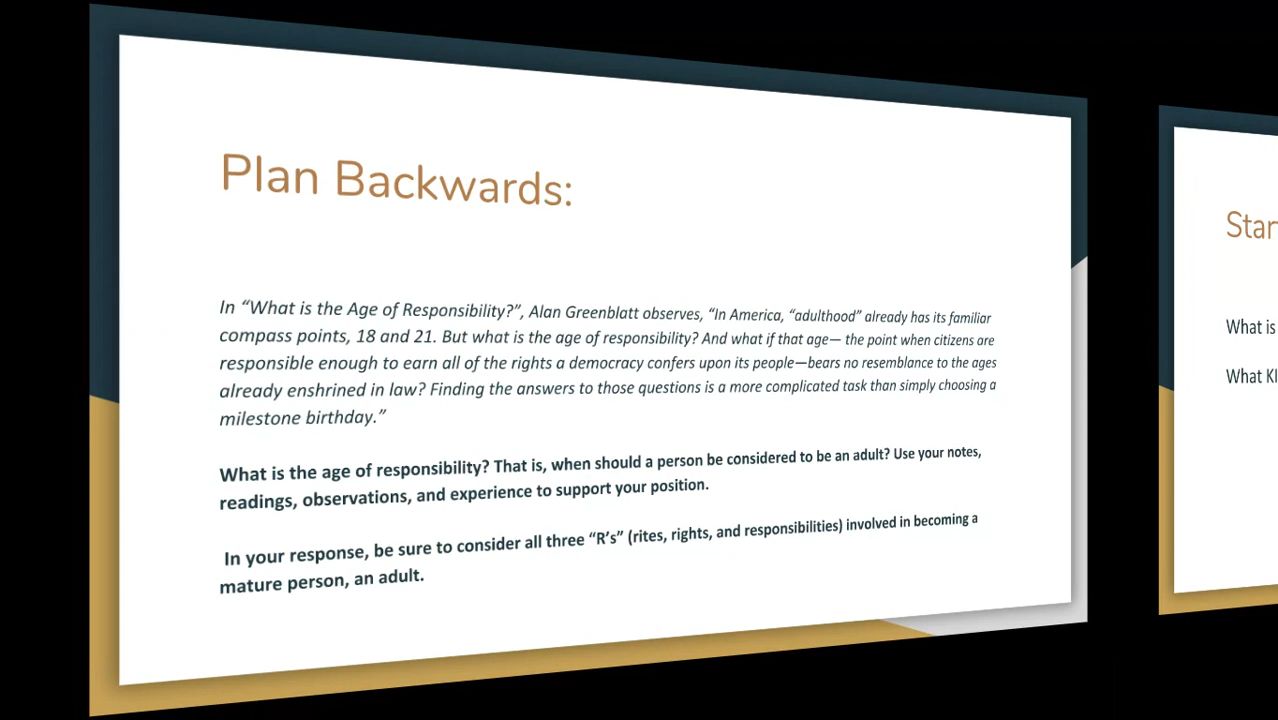 Plan Backwards:
In “What is the Age of Responsibility?”, Alan Greenblatt observes, “In America, “adulthood” already has its familiar
compass points, 18 and 21. But what is the age of responsibility? And what if that age— the point when citizens are
responsible enough to earn all of the rights a democracy confers upon its people—bears no resemblance to the ages
already enshrined in law? Finding the answers to those questions is a more complicated task than simply choosing a
milestone birthday.”
What is the age of responsibility? That is, when should a person be considered to be an adult? Use your notes,
readings, observations, and experience to support your position.
In your response, be sure to consider all three “R’s” (rites, rights, and responsibilities) involved in becoming a
mature person, an adult.
What is
What